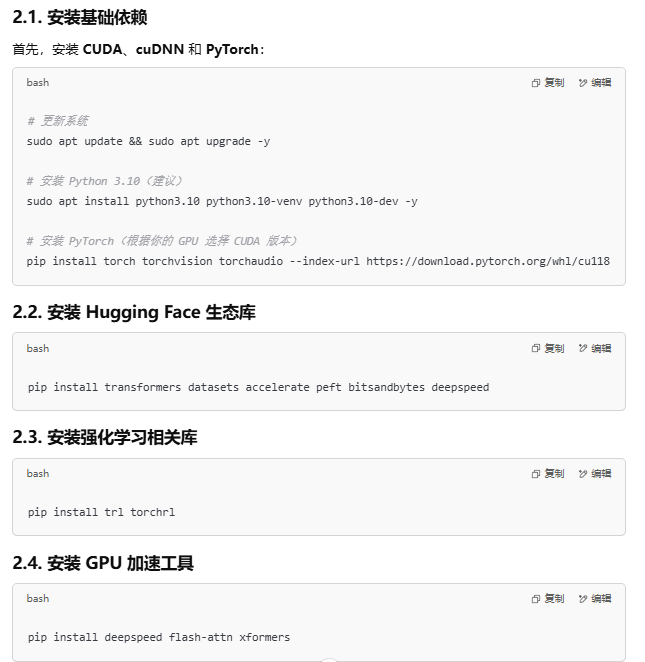 2.1. 安装基础依赖
首先，安装 CUDA、cuDNN 和 PyTorch：
bash
复制 编辑
# 更新系统
sudo apt update && sudo apt upgrade -y
# 安装 Python 3.10（建议）
sudo apt install python3.10 python3.10-venv python3.10-dev -y
# 安装 PyTorch（根据你的 GPU 选择 CUDA 版本）
pip install torch torchvision torchaudio --index-url https://download.pytorch.org/whl/cu118
2.2. 安装 Hugging Face 生态库
bash
复制 编辑
pip install transformers datasets accelerate peft bitsandbytes deepspeed
2.3. 安装强化学习相关库
bash
复制 编辑
pip install trl torchrl
2.4. 安装 GPU 加速工具
bash
复制 编辑
pip install deepspeed flash-attn xformers